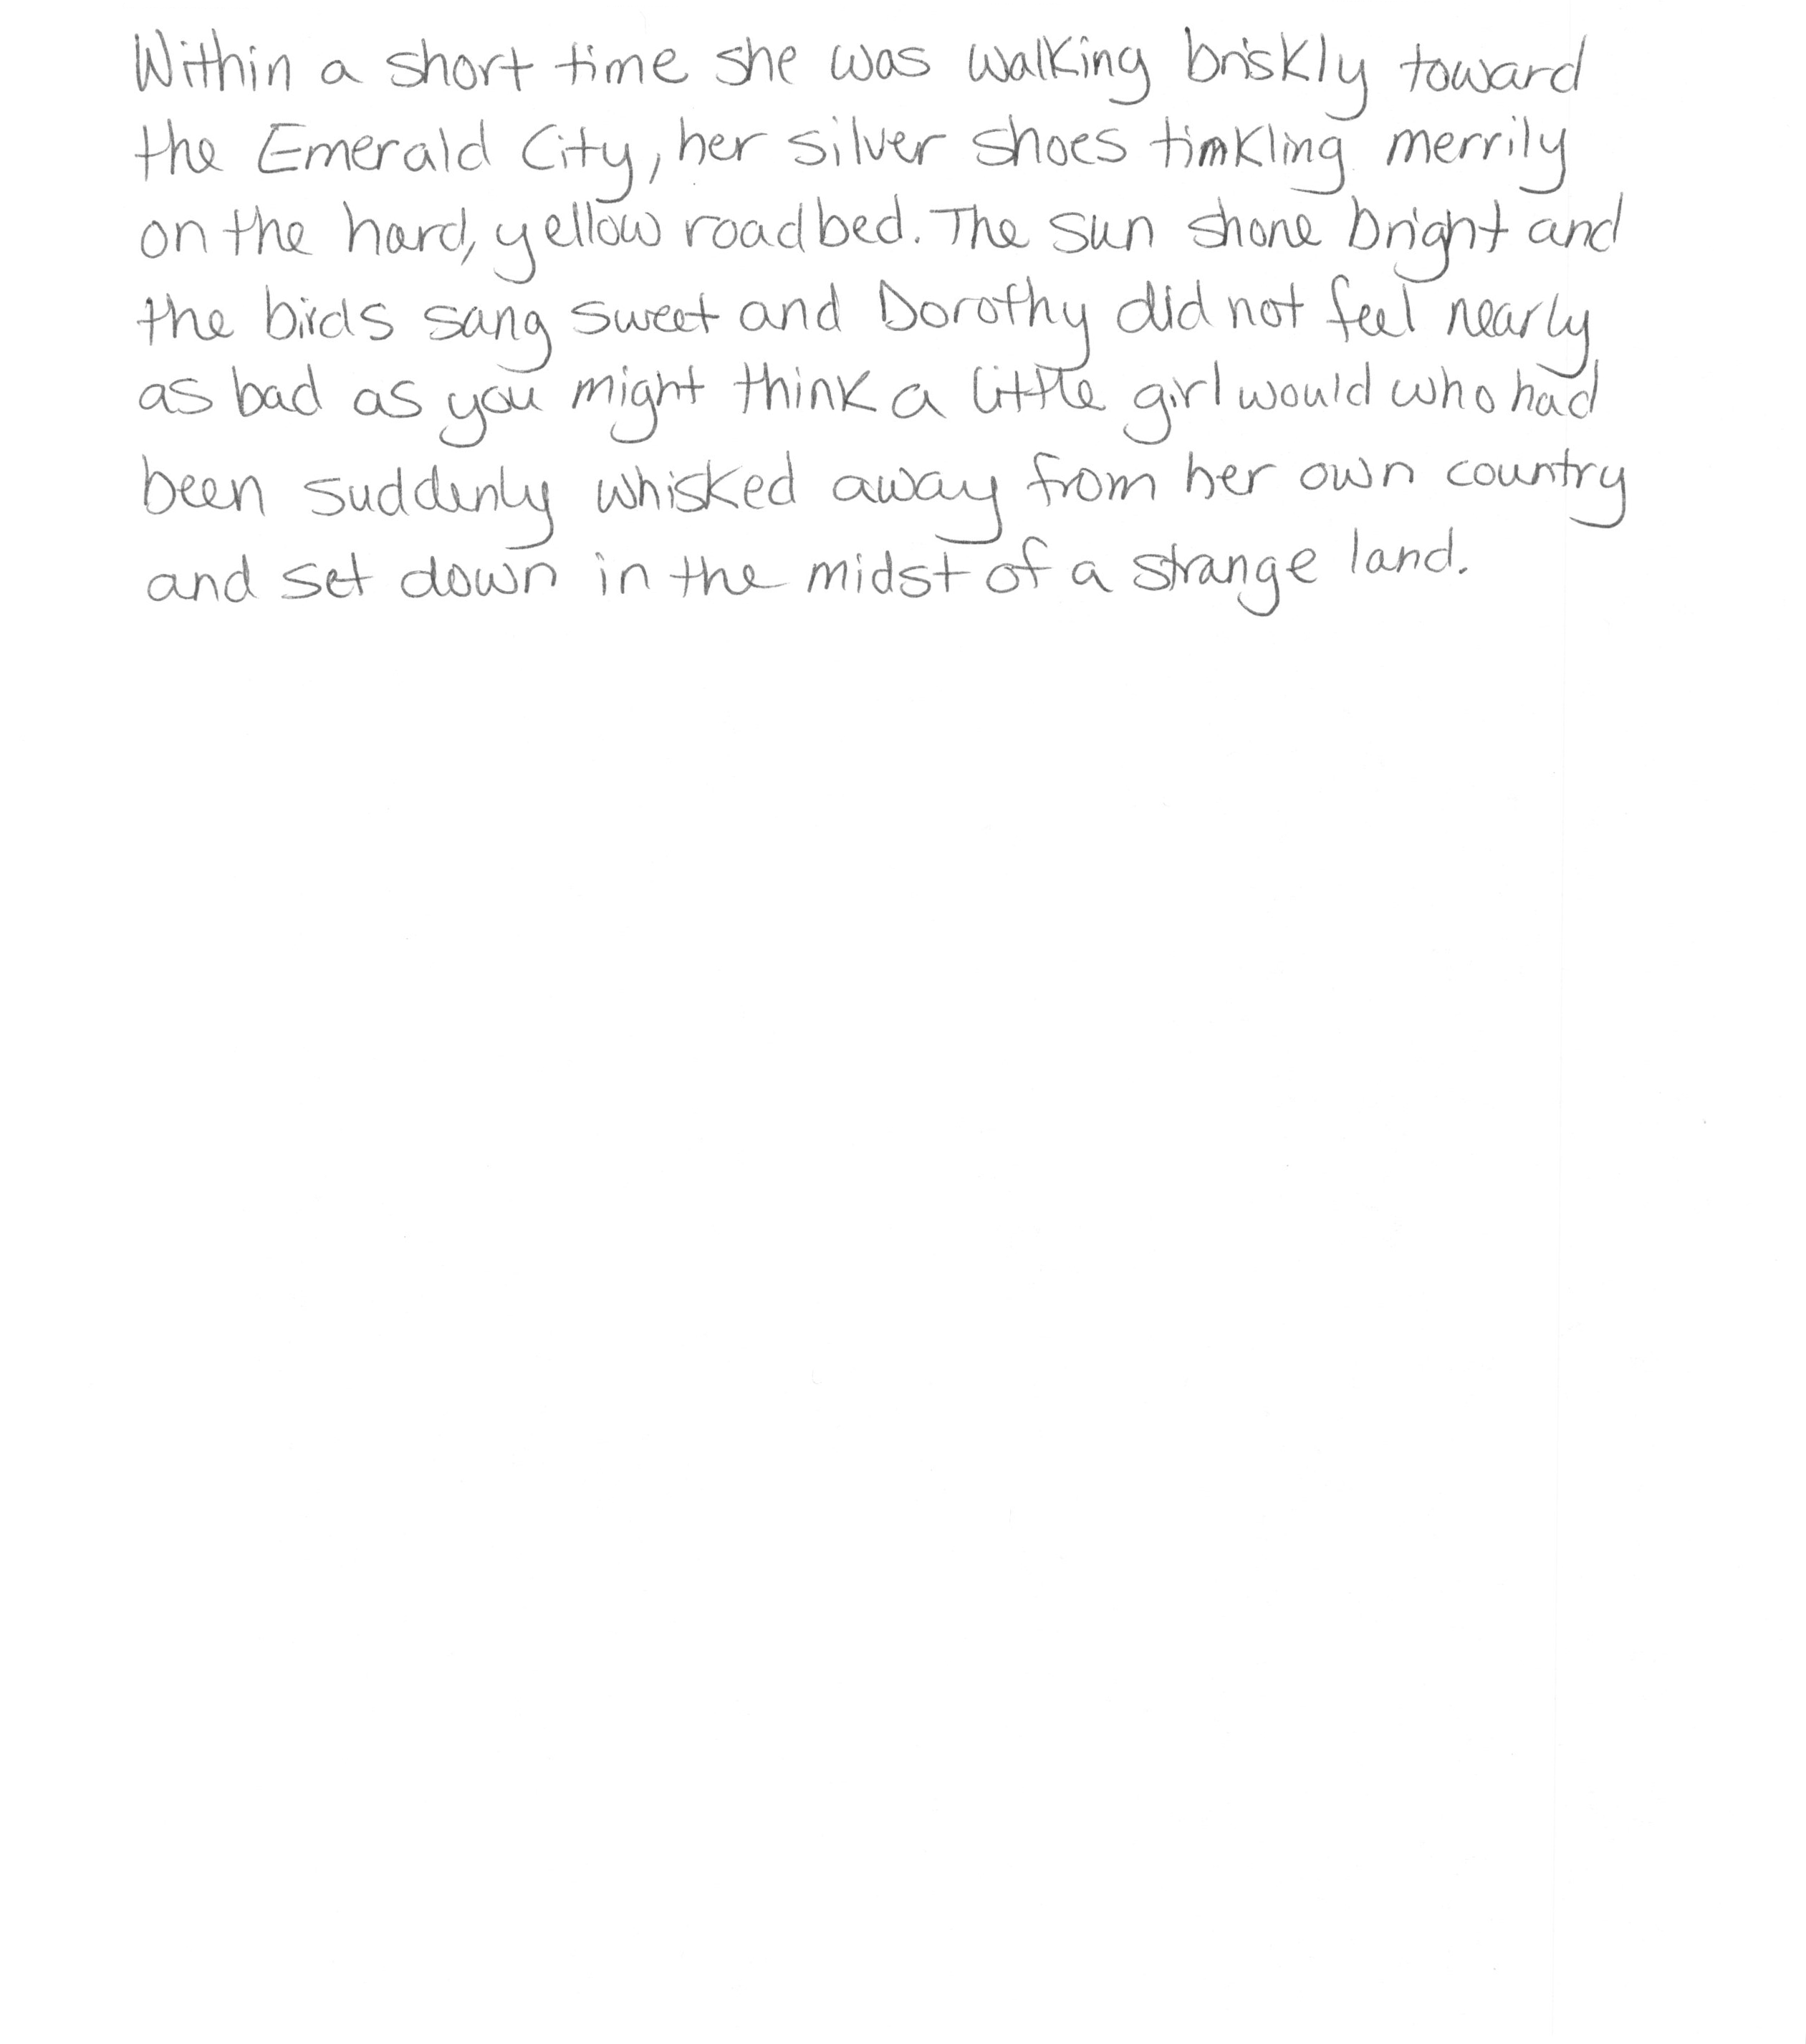 Within a short time she was walking briskly toward
the Emerald City, her silver shoes tinkling merrily
on the hard, yellow roadbed. The sun shone bright and
the birds sang sweet and Dorothy did not feel nearly
as bad as you might think a little girl would who had
been suddenly whisked away from her own country
and set down in the midst of a strange land.